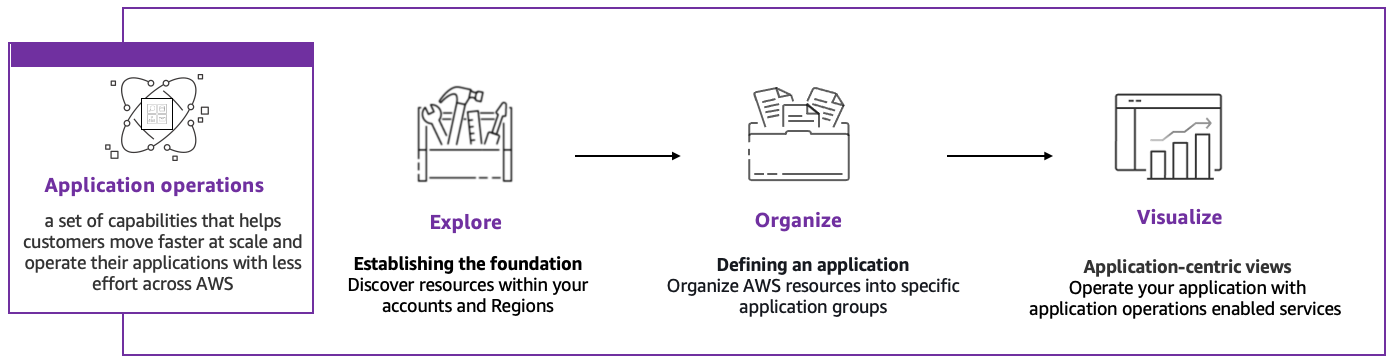 Application operations
a set of capabilities that helps
customers move faster at scale and
operate their applications with less
effort across AWS
Explore
Establishing the foundation
Discover resources within your
accounts and Regions
Organize
Defining an application
Organize AWS resources into specific
application groups
Visualize
Application-centric views
Operate your application with
application operations enabled services